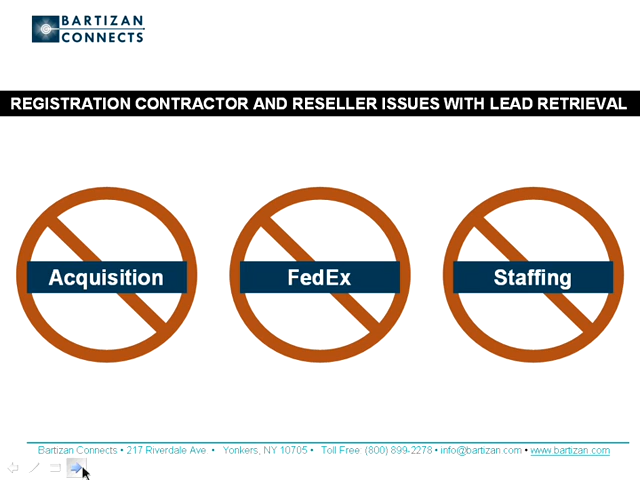 BARTIZAN
CONNECTS
REGISTRATION CONTRACTOR AND RESELLER ISSUES WITH LEAD RETRIEVAL
Acquisition
FedEx
Staffing
Bartizan Connects • 217 Riverdale Ave. • Yonkers, NY 10705 • Toll Free: (800) 899-2278 • info@bartizan.com • www.bartizan.com